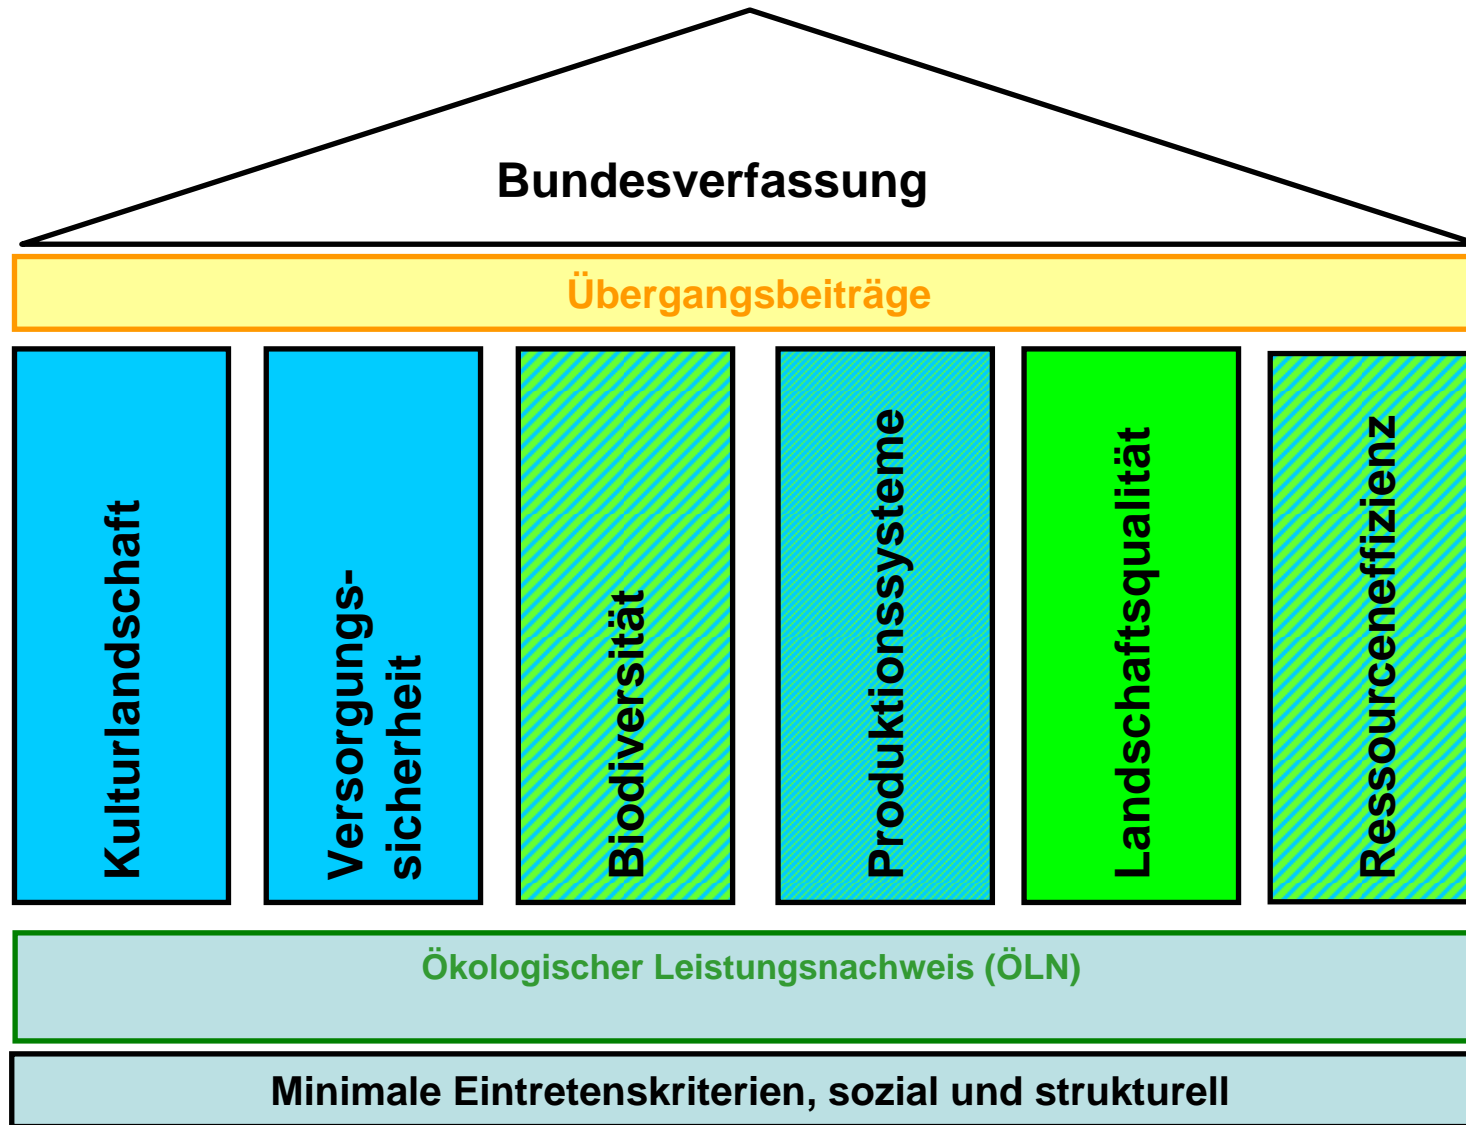 Bundesverfassung
Übergangsbeiträge
Kulturlandschaft
Versorgungs-
sicherheit
Biodiversität
Produktionssysteme
Landschaftsqualität
Ressourceneffizienz
Ökologischer Leistungsnachweis (ÖLN)
Minimale Eintretenskriterien, sozial und strukturell